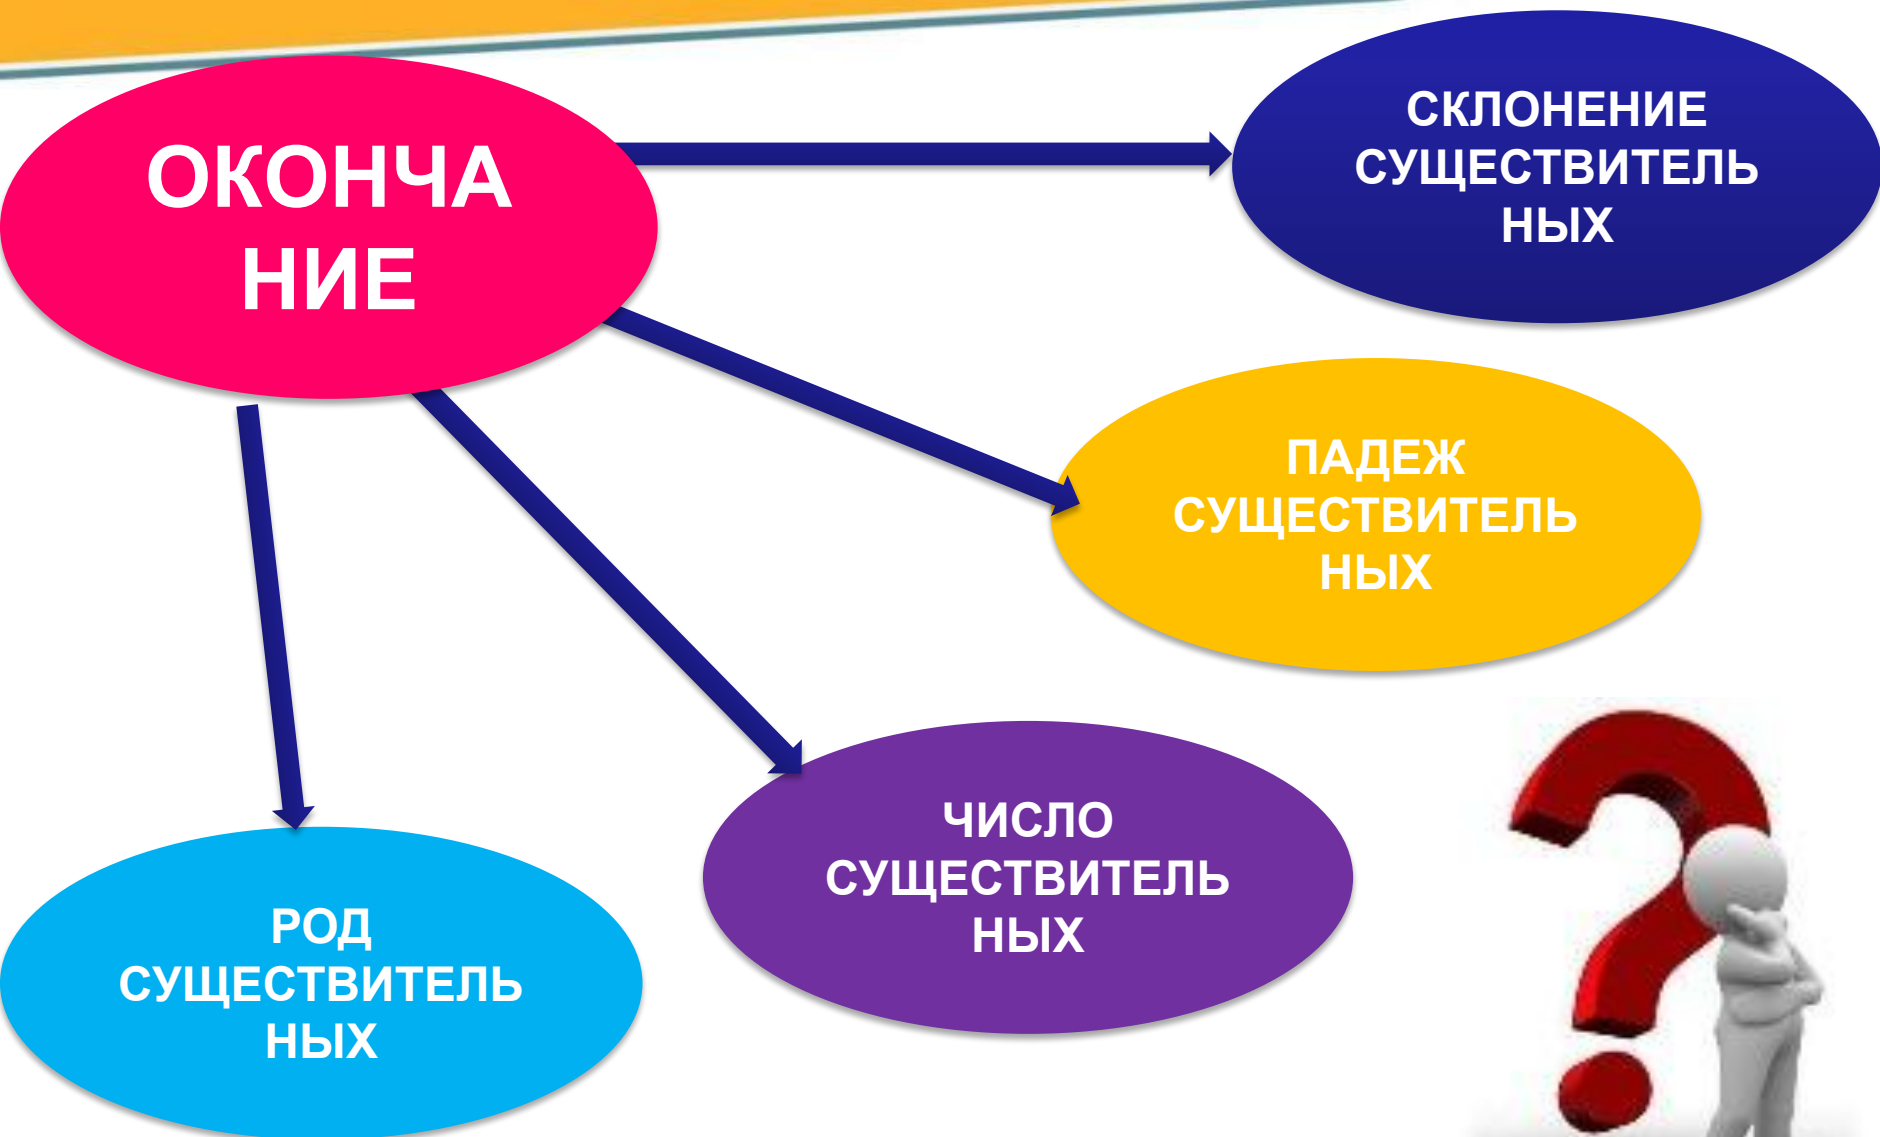 ОКОНЧА
НИЕ
СКЛОНЕНИЕ
СУЩЕСТВИТЕЛЬ
НЫХ
ПАДЕЖ
СУЩЕСТВИТЕЛЬ
НЫХ
ЧИСЛО
СУЩЕСТВИТЕЛЬ
НЫХ
РОД
СУЩЕСТВИТЕЛЬ
НЫХ